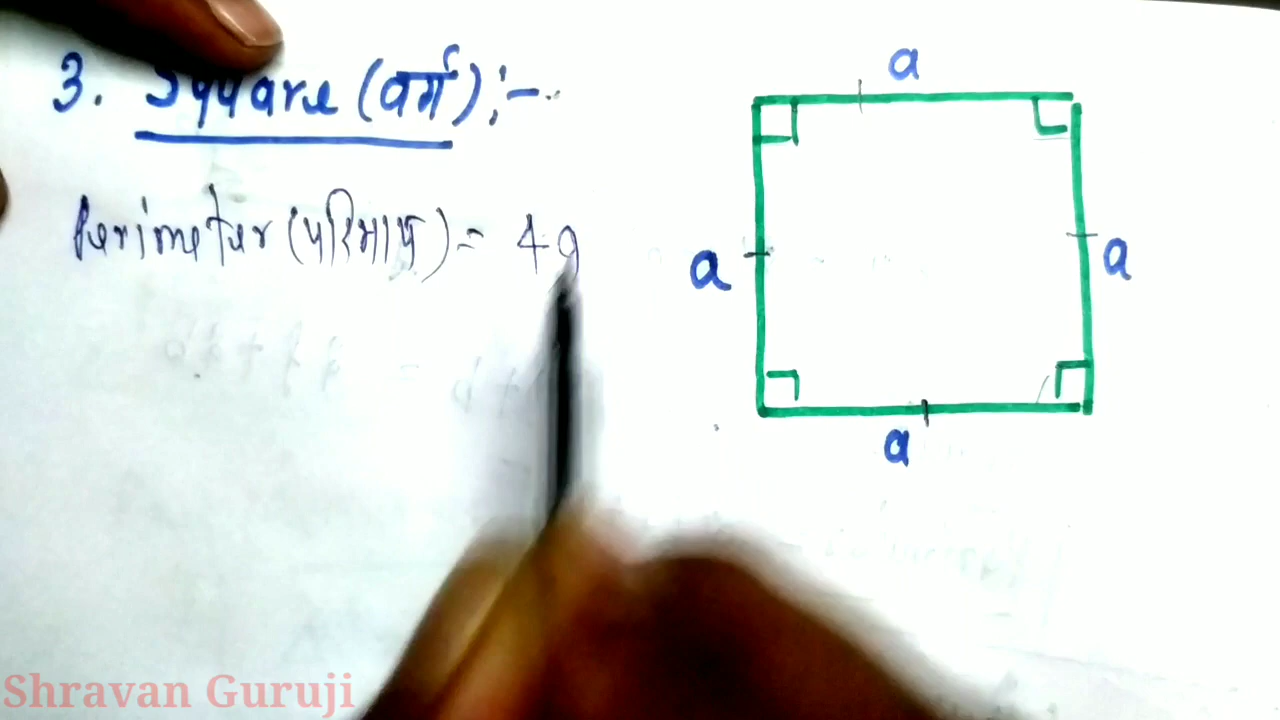 3. Square (वर्ग) :-
Perimeter (परिमाप) = 4a
a
a
a
a
Shravan Guruji